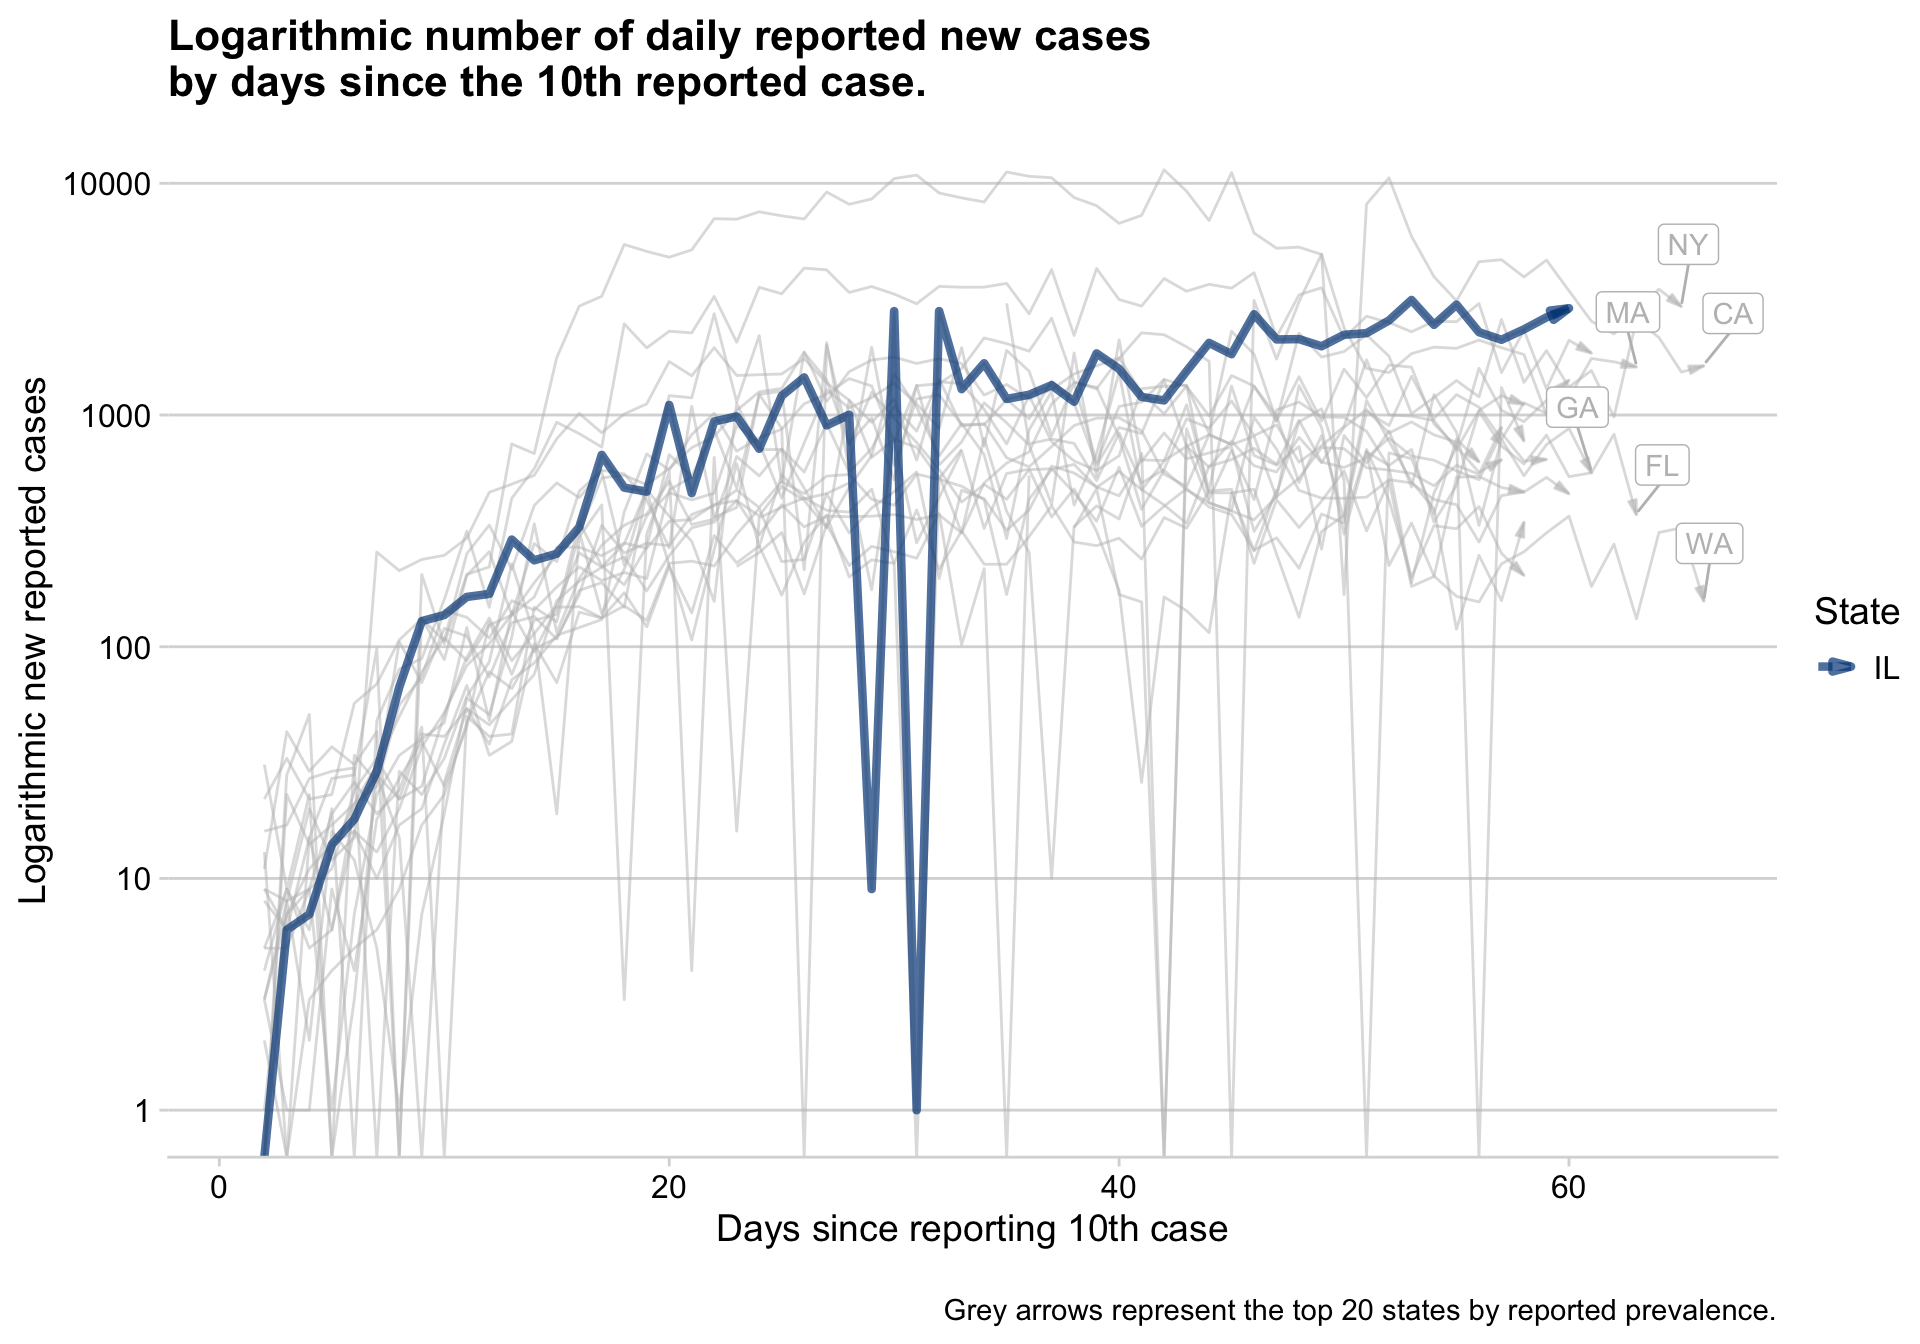 Logarithmic number of daily reported new cases
by days since the 10th reported case.
Logarithmic new reported cases
10000
1000
100
10
1
NY
MA
CA
GA
FL
WA
State
IL
0
20
40
60
Days since reporting 10th case
Grey arrows represent the top 20 states by reported prevalence.